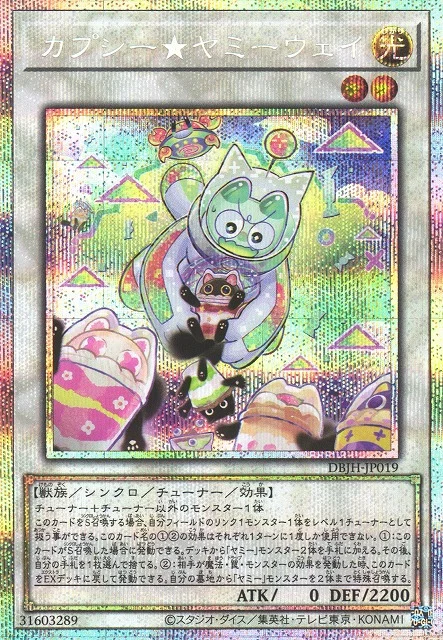 カプシー★ヤミーウェイ
光
DBJH-JP019
【獣族／シンクロ／チューナー／効果】
チューナー＋チューナー以外のモンスター1体
このカードをS召喚する場合、自分フィールドのリンク1モンスター1体をレベル1チューナーとして
扱う事ができる。このカード名の①②の効果はそれぞれ1ターンに1度しか使用できない。①：この
カードがS召喚した場合に発動できる。デッキから「ヤミー」モンスター2体を手札に加える。その後、
自分の手札を1枚選んで捨てる。②：相手が魔法・罠・モンスターの効果を発動した時、このカード
をEXデッキに戻して発動できる。自分の墓地から「ヤミー」モンスターを2体まで特殊召喚する。
ATK/ 0 DEF/2200
31603289
©スタジオ・ダイス／集英社・テレビ東京・KONAMI